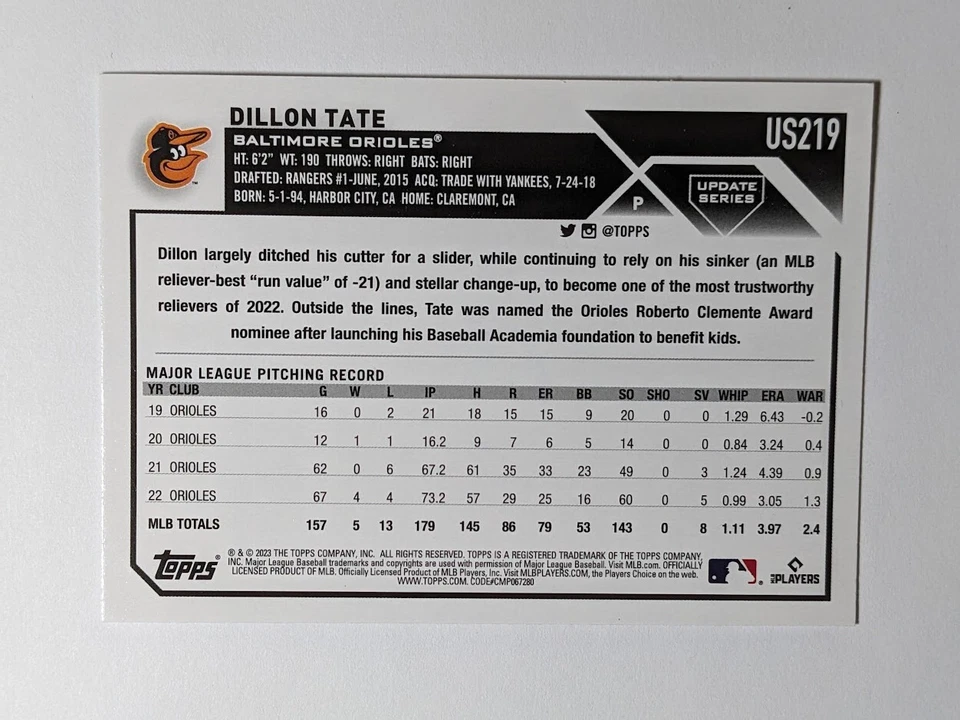 DILLON TATE
US219
BALTIMORE ORIOLES®
HT: 6'2" WT: 190 THROWS: RIGHT BATS: RIGHT
DRAFTED: RANGERS #1-JUNE, 2015 ACQ: TRADE WITH YANKEES, 7-24-18
BORN: 5-1-94, HARBOR CITY, CA HOME: CLAREMONT, CA
P
UPDATE
SERIES
@TOPPS
Dillon largely ditched his cutter for a slider, while continuing to rely on his sinker (an MLB
reliever-best “run value” of -21) and stellar change-up, to become one of the most trustworthy
relievers of 2022. Outside the lines, Tate was named the Orioles Roberto Clemente Award
nominee after launching his Baseball Academia foundation to benefit kids.
MAJOR LEAGUE PITCHING RECORD
YR CLUB G W L IP H R ER BB SO SHO SV WHIP ERA WAR
19 ORIOLES 16 0 2 21 18 15 15 9 20 0 0 1.29 6.43 -0.2
20 ORIOLES 12 1 1 16.2 9 7 6 5 14 0 0 0.84 3.24 0.4
21 ORIOLES 62 0 6 67.2 61 35 33 23 49 0 3 1.24 4.39 0.9
22 ORIOLES 67 4 4 73.2 57 29 25 16 60 0 5 0.99 3.05 1.3
MLB TOTALS 157 5 13 179 145 86 79 53 143 0 8 1.11 3.97 2.4
Topps®
® & © 2023 THE TOPPS COMPANY, INC. ALL RIGHTS RESERVED. TOPPS IS A REGISTERED TRADEMARK OF THE TOPPS COMPANY,
INC. Major League Baseball trademarks and copyrights are used with permission of Major League Baseball. Visit MLB.com. OFFICIALLY
LICENSED PRODUCT OF MLB. Officially Licensed Product of MLB Players, Inc. Visit MLBPLAYERS.COM, the Players Choice on the web.
WWW.TOPPS.COM. CODE#CMP067280
MLB PLAYERS